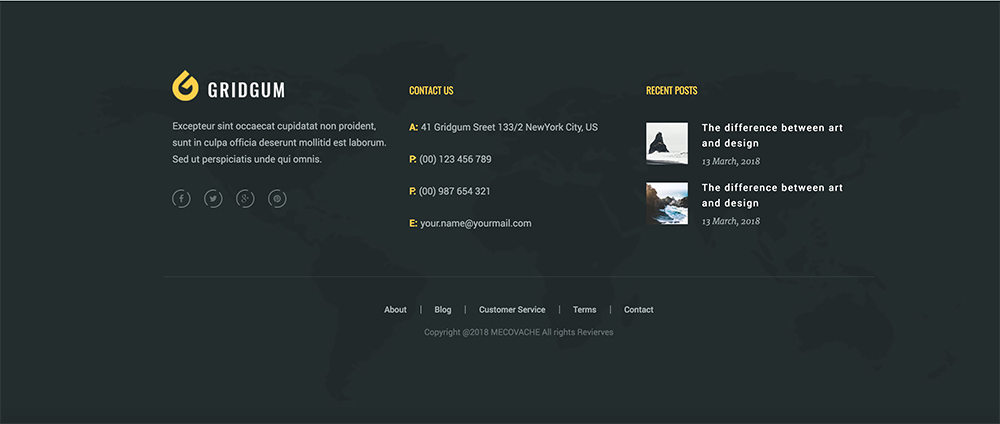 GRIDGUM
Excepteur sint occaecat cupidatat non proident,
sunt in culpa officia deserunt mollitid est laborum.
Sed ut perspiciatis unde qui omnis.
CONTACT US
A: 41 Gridgum Sreet 133/2 NewYork City, US
P: (00) 123 456 789
P: (00) 987 654 321
E: your.name@yourmail.com
RECENT POSTS
The difference between art
and design
13 March, 2018
The difference between art
and design
13 March, 2018
About | Blog | Customer Service | Terms | Contact
Copyright @2018 MECOVACHE All rights Revierves